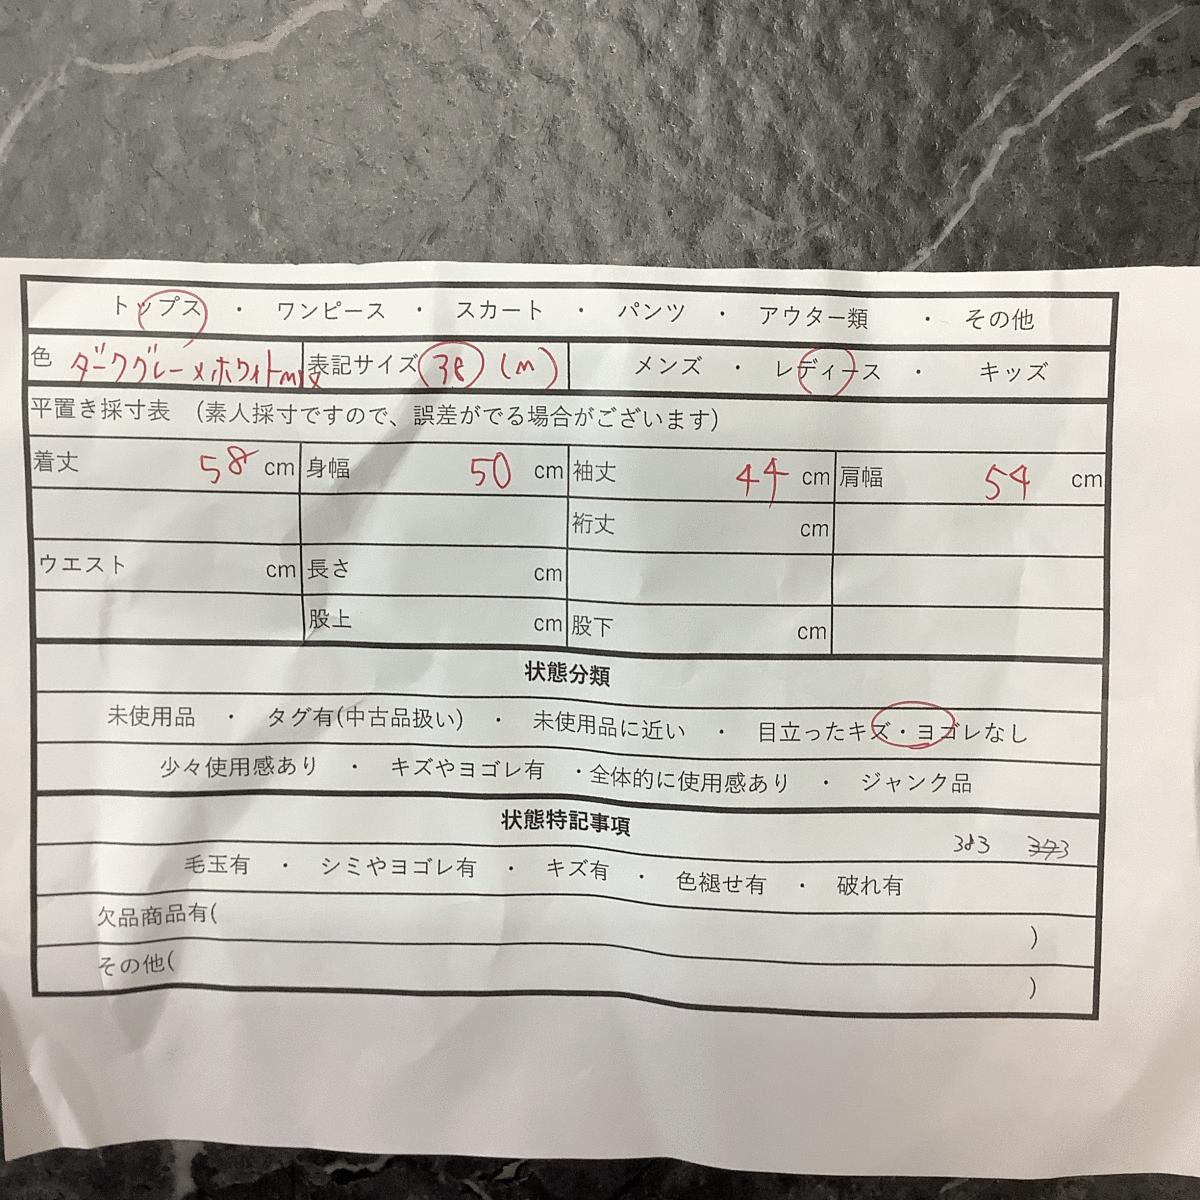 トップス ・ ワンピース ・ スカート ・ パンツ ・ アウター類 ・ その他
色 ダークグレー×ホワイトmix 表記サイズ 38 (m) メンズ ・ レディース ・ キッズ
平置き採寸表 (素人採寸ですので、誤差がでる場合がございます)
着丈 58 cm 身幅 50 cm 袖丈 44 cm 肩幅 54 cm
裄丈 cm
ウエスト cm 長さ cm
股上 cm 股下 cm
状態分類
未使用品 ・ タグ有(中古品扱い) ・ 未使用品に近い ・ 目立ったキズ・ヨゴレなし
少々使用感あり ・ キズやヨゴレ有 ・全体的に使用感あり ・ ジャンク品
状態特記事項
383
毛玉有 ・ シミやヨゴレ有 ・ キズ有 ・ 色褪せ有 ・ 破れ有
欠品商品有( )
その他( )